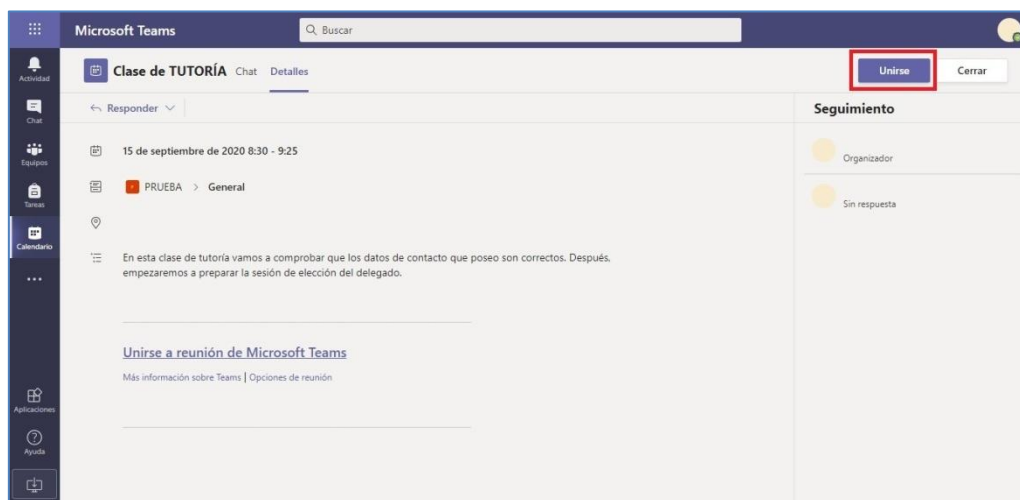 Microsoft Teams
Buscar
Actividad
Chat
Equipos
Tareas
Calendario
Aplicaciones
Ayuda
Clase de TUTORÍA Chat Detalles
Unirse
Cerrar
Responder
Seguimiento
15 de septiembre de 2020 8:30 - 9:25
Organizador
PRUEBA > General
Sin respuesta
En esta clase de tutoría vamos a comprobar que los datos de contacto que poseo son correctos. Después,
empezaremos a preparar la sesión de elección del delegado.
Unirse a reunión de Microsoft Teams
Más información sobre Teams | Opciones de reunión